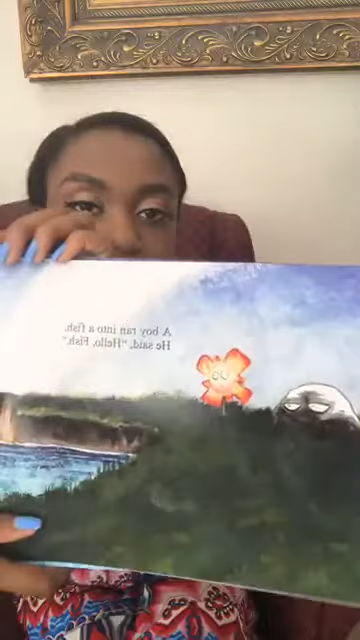 A boy ran into a fish.
He said, "Hello, Fish."